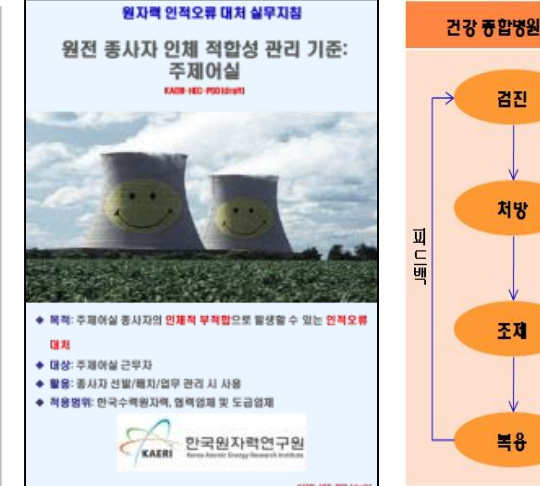 원자력 인적오류 대처 실무지침
원전 종사자 인체 적합성 관리 기준:
주제어실
◆ 목적: 주제어실 종사자의 인체적 부적합으로 발생할 수 있는 인적오류
대처
◆ 대상: 주제어실 근무자
◆ 활용: 종사자 선발/배치/업무 관리 시 사용
◆ 적용범위: 한국수력원자력, 협력업체 및 도급업체
KAERI 한국원자력연구원
Korea Atomic Energy Research Institute
건강 종합병원
검진
처방
조제
복용
피드백